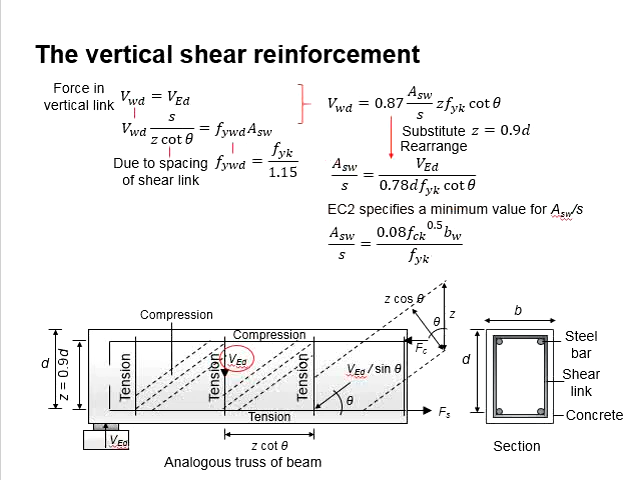 The vertical shear reinforcement
Force in
vertical link
V_wd = V_Ed
V_wd s / (z cot θ) = f_ywd A_sw
Due to spacing
of shear link
f_ywd = f_yk / 1.15
V_wd = 0.87 A_sw/s z f_yk cot θ
Substitute z = 0.9d
Rearrange
A_sw/s = V_Ed / (0.78 d f_yk cot θ)
EC2 specifies a minimum value for A_sw/s
A_sw/s = 0.08 f_ck^0.5 b_w / f_yk
Compression
z cos θ
θ
z
b
Compression
F_c
d
z = 0.9d
Tension
Tension
V_Ed
Tension
V_Ed / sin θ
θ
d
Steel
bar
Shear
link
Tension
F_s
Concrete
V_Ed
z cot θ
Section
Analogous truss of beam